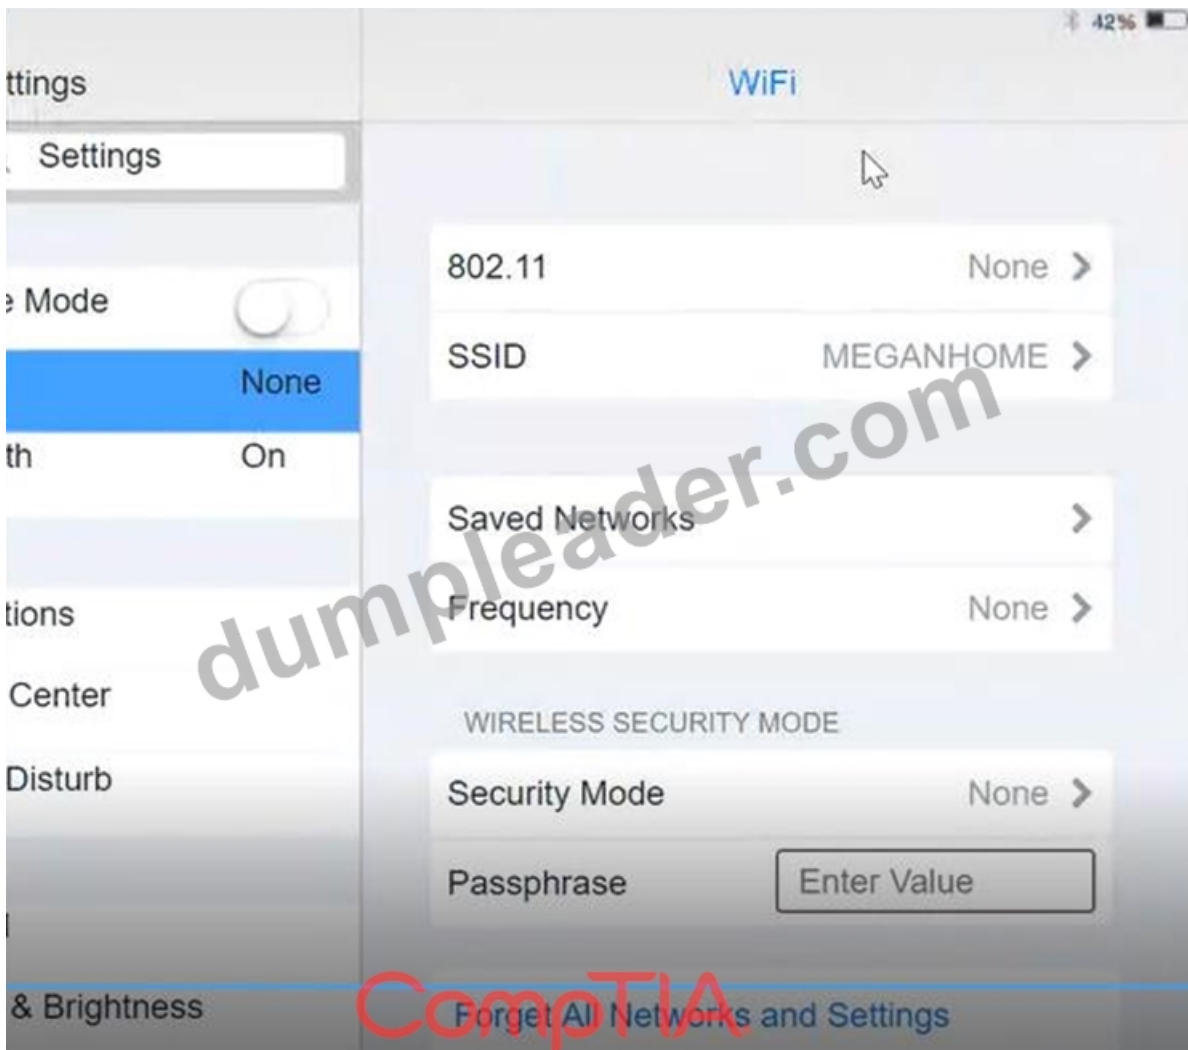 42%
ttings
WiFi
Settings
802.11 None
Mode
SSID MEGANHOME
None
th On
Saved Networks
Frequency None
tions
Center
WIRELESS SECURITY MODE
Disturb
Security Mode None
Passphrase Enter Value
& Brightness
Forget All Networks and Settings
dumpleader.com
CompTIA